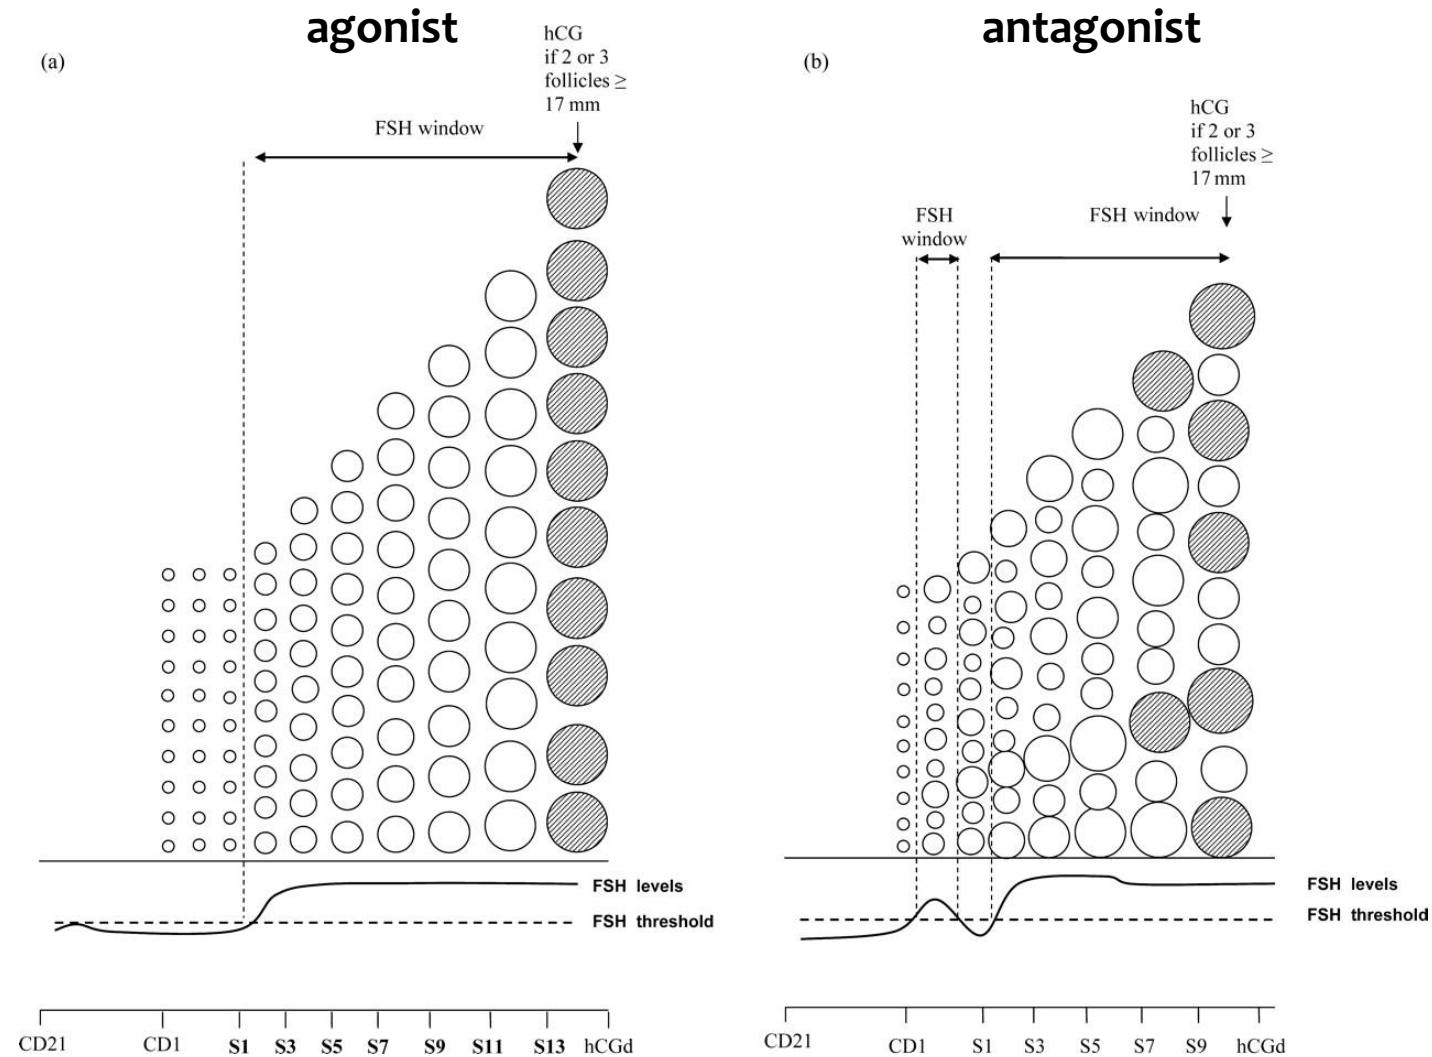 agonist
(a)
hCG
if 2 or 3
follicles ≥
17 mm
FSH window
FSH levels
FSH threshold
CD21
CD1
S1
S3
S5
S7
S9
S11
S13
hCGd
antagonist
(b)
hCG
if 2 or 3
follicles ≥
17 mm
FSH
window
FSH window
FSH levels
FSH threshold
CD21
CD1
S1
S3
S5
S7
S9
hCGd